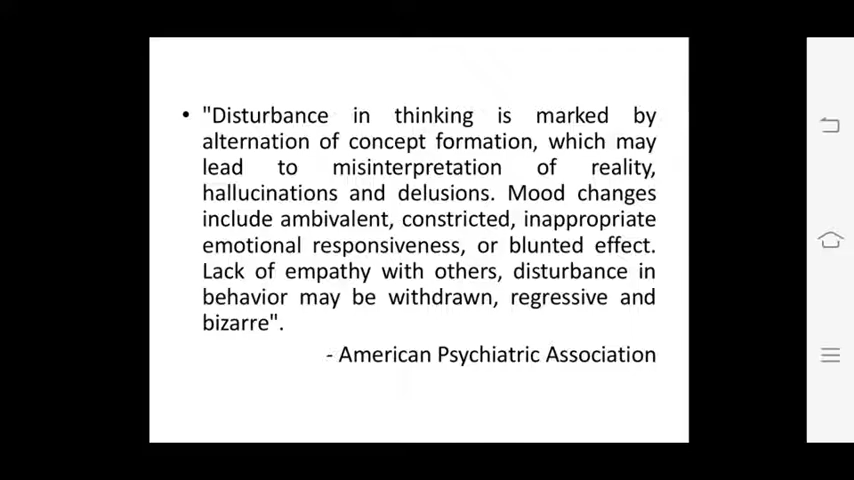 • "Disturbance in thinking is marked by
alternation of concept formation, which may
lead to misinterpretation of reality,
hallucinations and delusions. Mood changes
include ambivalent, constricted, inappropriate
emotional responsiveness, or blunted effect.
Lack of empathy with others, disturbance in
behavior may be withdrawn, regressive and
bizarre".
- American Psychiatric Association